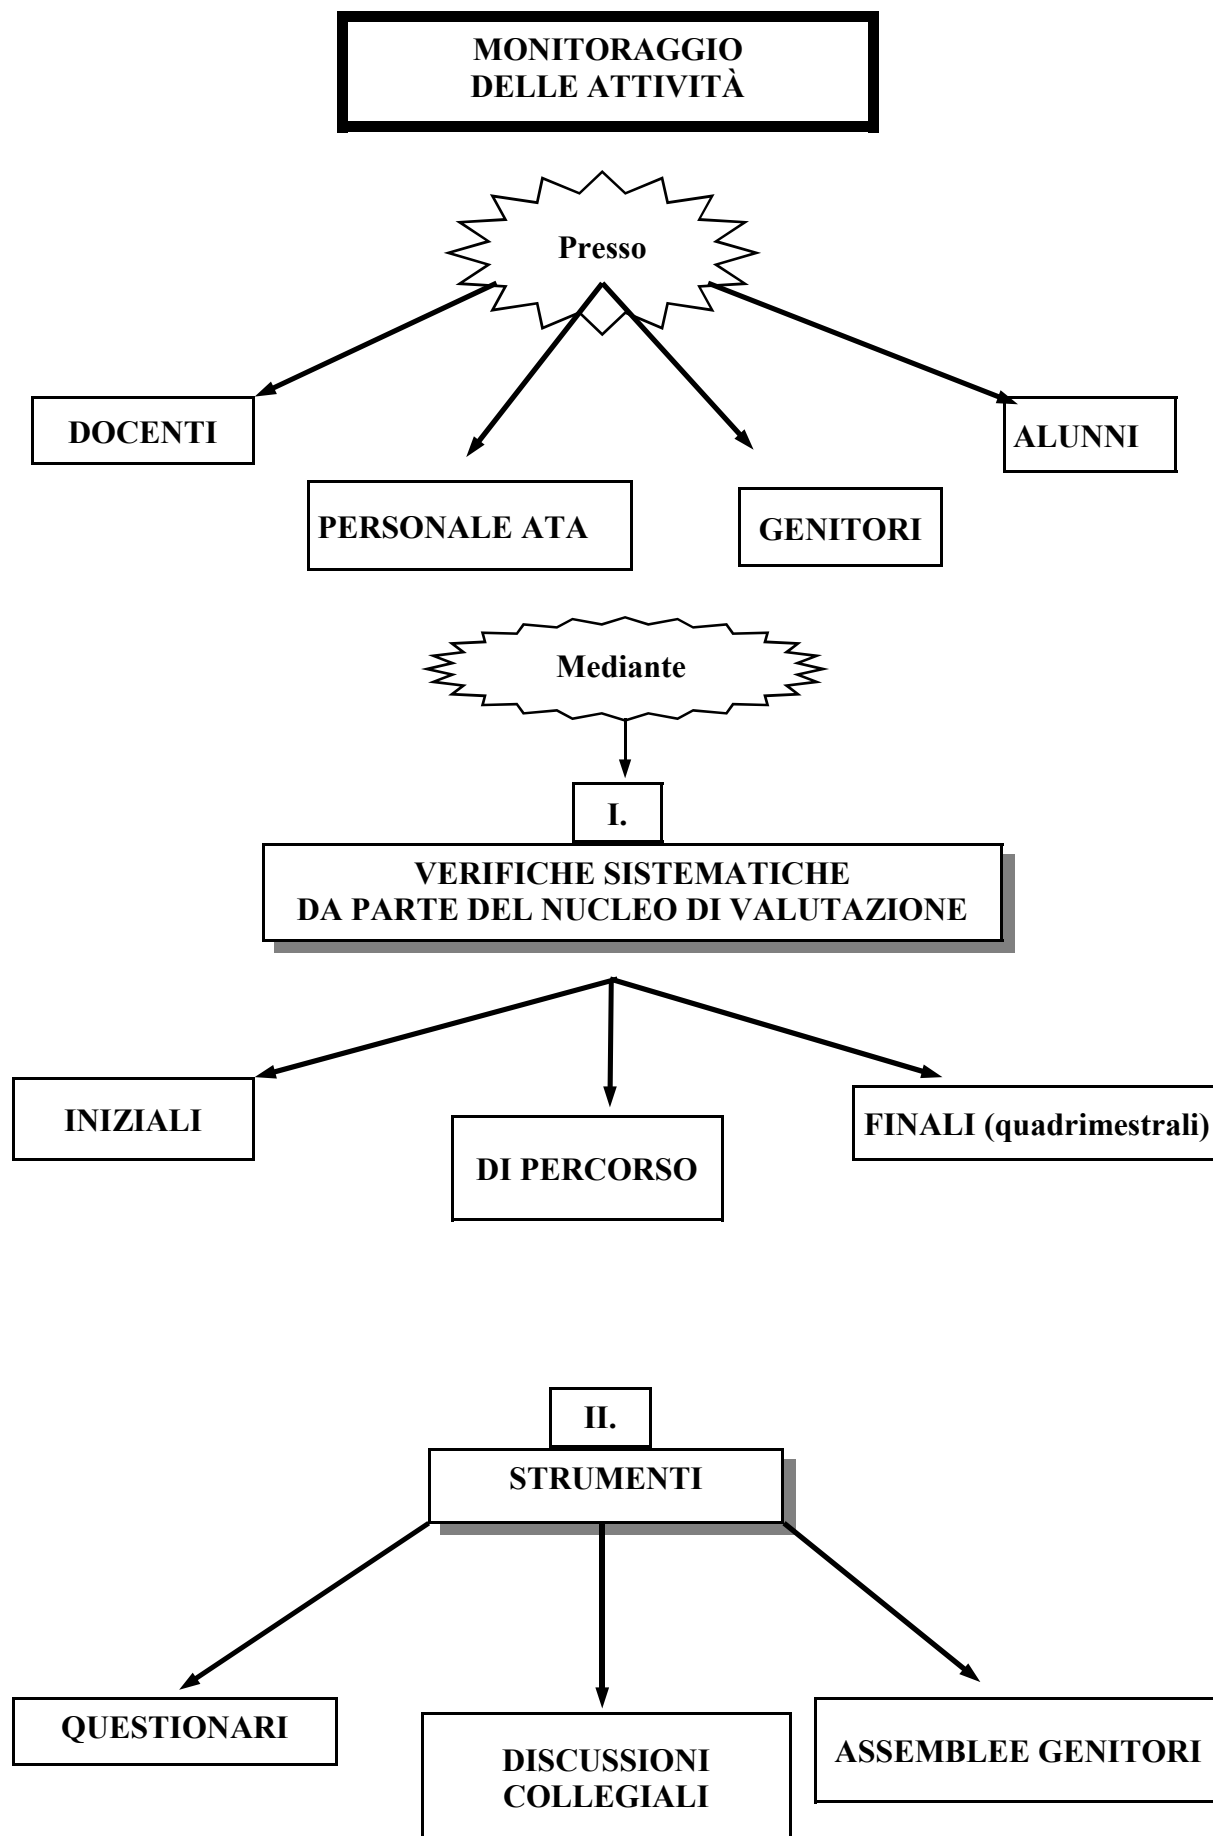 MONITORAGGIO
DELLE ATTIVITÀ
Presso
DOCENTI
ALUNNI
PERSONALE ATA
GENITORI
Mediante
I.
VERIFICHE SISTEMATICHE
DA PARTE DEL NUCLEO DI VALUTAZIONE
INIZIALI
DI PERCORSO
FINALI (quadrimestrali)
II.
STRUMENTI
QUESTIONARI
DISCUSSIONI
COLLEGIALI
ASSEMBLEE GENITORI